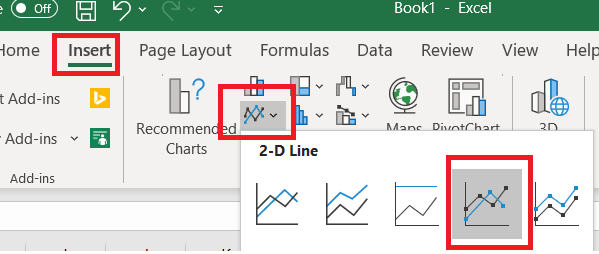 Off
Book1 - Excel
Home Insert Page Layout Formulas Data Review View Help
Add-ins
Add-ins
Recommended
Charts
Maps PivotChart 3D
Add-ins
2-D Line